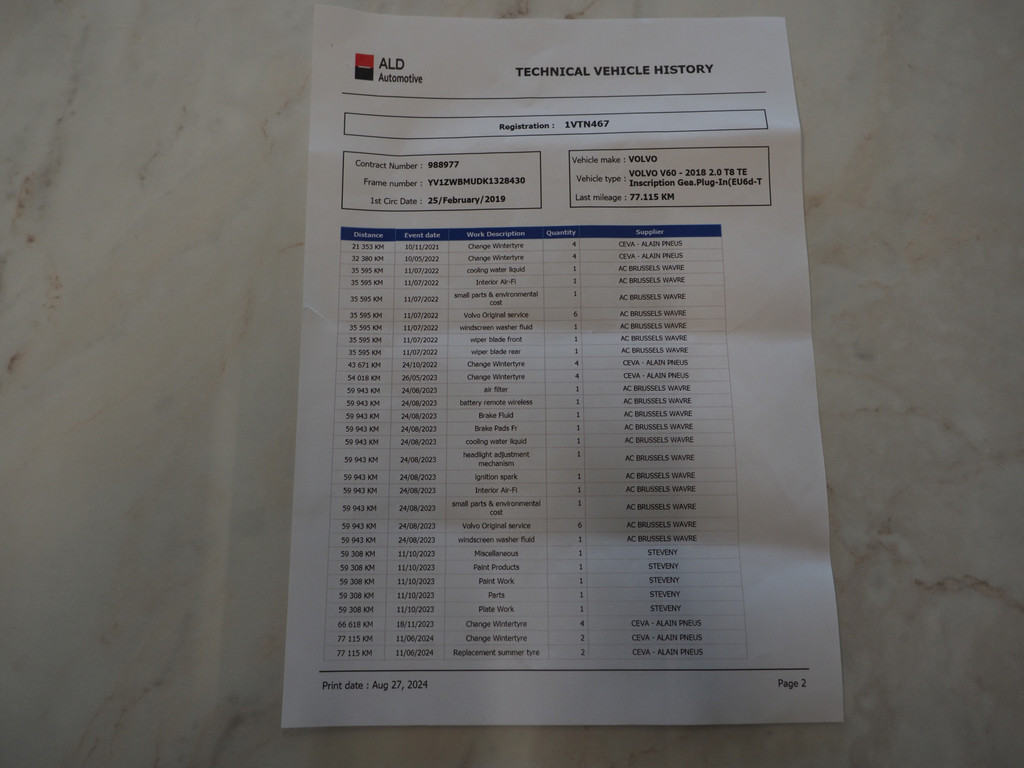 ALD
Automotive
TECHNICAL VEHICLE HISTORY
Registration : 1VTN467
Contract Number : 988977
Frame number : YV1ZWBMUDK1328430
1st Circ Date : 25/February/2019
Vehicle make : VOLVO
Vehicle type : VOLVO V60 - 2018 2.0 T8 TE
Inscription Gea.Plug-In(EU6d-T
Last mileage : 77.115 KM
Distance Event date Work Description Quantity Supplier
21 353 KM 10/11/2021 Change Wintertyre 4 CEVA - ALAIN PNEUS
32 380 KM 10/05/2022 Change Wintertyre 4 CEVA - ALAIN PNEUS
35 595 KM 11/07/2022 cooling water liquid 1 AC BRUSSELS WAVRE
35 595 KM 11/07/2022 Interior Air-Fi 1 AC BRUSSELS WAVRE
35 595 KM 11/07/2022 small parts & environmental cost 1 AC BRUSSELS WAVRE
35 595 KM 11/07/2022 Volvo Original service 6 AC BRUSSELS WAVRE
35 595 KM 11/07/2022 windscreen washer fluid 1 AC BRUSSELS WAVRE
35 595 KM 11/07/2022 wiper blade front 1 AC BRUSSELS WAVRE
35 595 KM 11/07/2022 wiper blade rear 1 AC BRUSSELS WAVRE
43 671 KM 24/10/2022 Change Wintertyre 4 CEVA - ALAIN PNEUS
54 018 KM 26/05/2023 Change Wintertyre 4 CEVA - ALAIN PNEUS
59 943 KM 24/08/2023 air filter 1 AC BRUSSELS WAVRE
59 943 KM 24/08/2023 battery remote wireless 1 AC BRUSSELS WAVRE
59 943 KM 24/08/2023 Brake Fluid 1 AC BRUSSELS WAVRE
59 943 KM 24/08/2023 Brake Pads Fr 1 AC BRUSSELS WAVRE
59 943 KM 24/08/2023 cooling water liquid 1 AC BRUSSELS WAVRE
59 943 KM 24/08/2023 headlight adjustment mechanism 1 AC BRUSSELS WAVRE
59 943 KM 24/08/2023 ignition spark 1 AC BRUSSELS WAVRE
59 943 KM 24/08/2023 Interior Air-Fi 1 AC BRUSSELS WAVRE
59 943 KM 24/08/2023 small parts & environmental cost 1 AC BRUSSELS WAVRE
59 943 KM 24/08/2023 Volvo Original service 6 AC BRUSSELS WAVRE
59 943 KM 24/08/2023 windscreen washer fluid 1 AC BRUSSELS WAVRE
59 308 KM 11/10/2023 Miscellaneous 1 STEVENY
59 308 KM 11/10/2023 Paint Products 1 STEVENY
59 308 KM 11/10/2023 Paint Work 1 STEVENY
59 308 KM 11/10/2023 Parts 1 STEVENY
59 308 KM 11/10/2023 Plate Work 1 STEVENY
66 618 KM 18/11/2023 Change Wintertyre 4 CEVA - ALAIN PNEUS
77 115 KM 11/06/2024 Change Wintertyre 2 CEVA - ALAIN PNEUS
77 115 KM 11/06/2024 Replacement summer tyre 2 CEVA - ALAIN PNEUS
Print date : Aug 27, 2024
Page 2